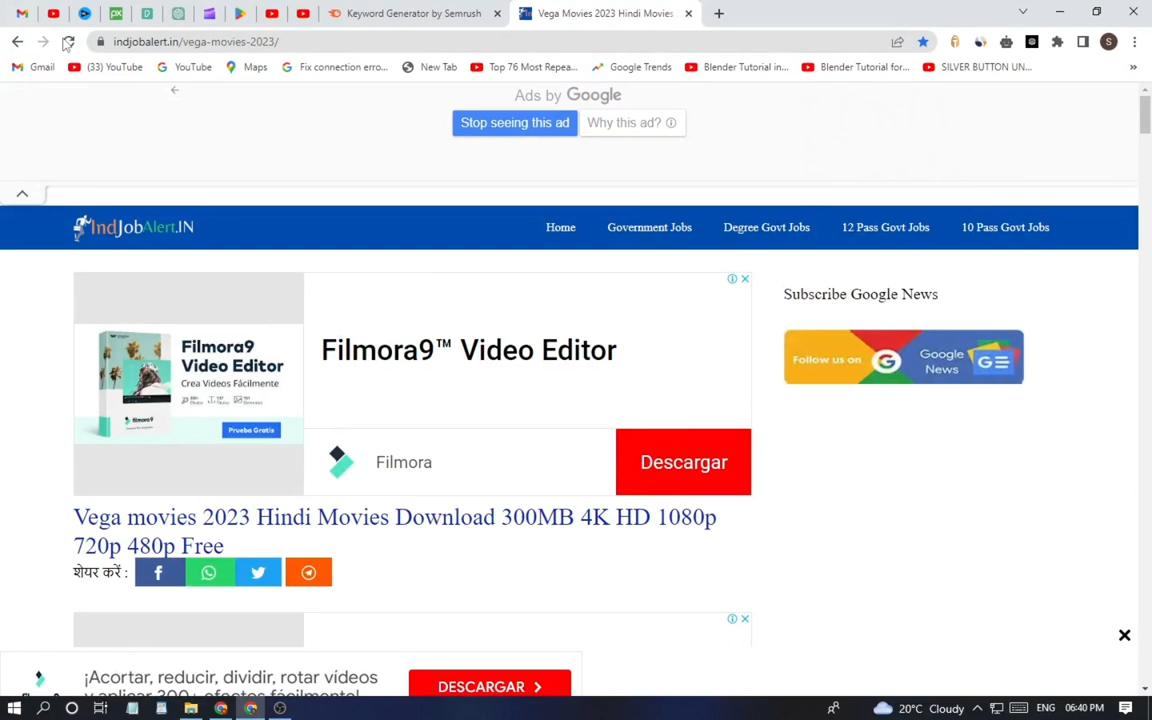 Keyword Generator by Semrush
Vega Movies 2023 Hindi Movies
indjobalert.in/vega-movies-2023/
S
Gmail
(33) YouTube
YouTube
Maps
Fix connection erro...
New Tab
Top 76 Most Repea...
Google Trends
Blender Tutorial in...
Blender Tutorial for...
SILVER BUTTON UN...
Ads by Google
Stop seeing this ad
Why this ad?
IndJobAlert.IN
Home
Government Jobs
Degree Govt Jobs
12 Pass Govt Jobs
10 Pass Govt Jobs
Filmora9
Video Editor
Crea Videos Fácilmente
Prueba Gratis
Filmora9™ Video Editor
Filmora
Descargar
Subscribe Google News
Follow us on
Google
News
Vega movies 2023 Hindi Movies Download 300MB 4K HD 1080p
720p 480p Free
शेयर करें :
¡Acortar, reducir, dividir, rotar vídeos
y aplicar 300+ efectos fácilmente!
DESCARGAR
20°C Cloudy
ENG
06:40 PM